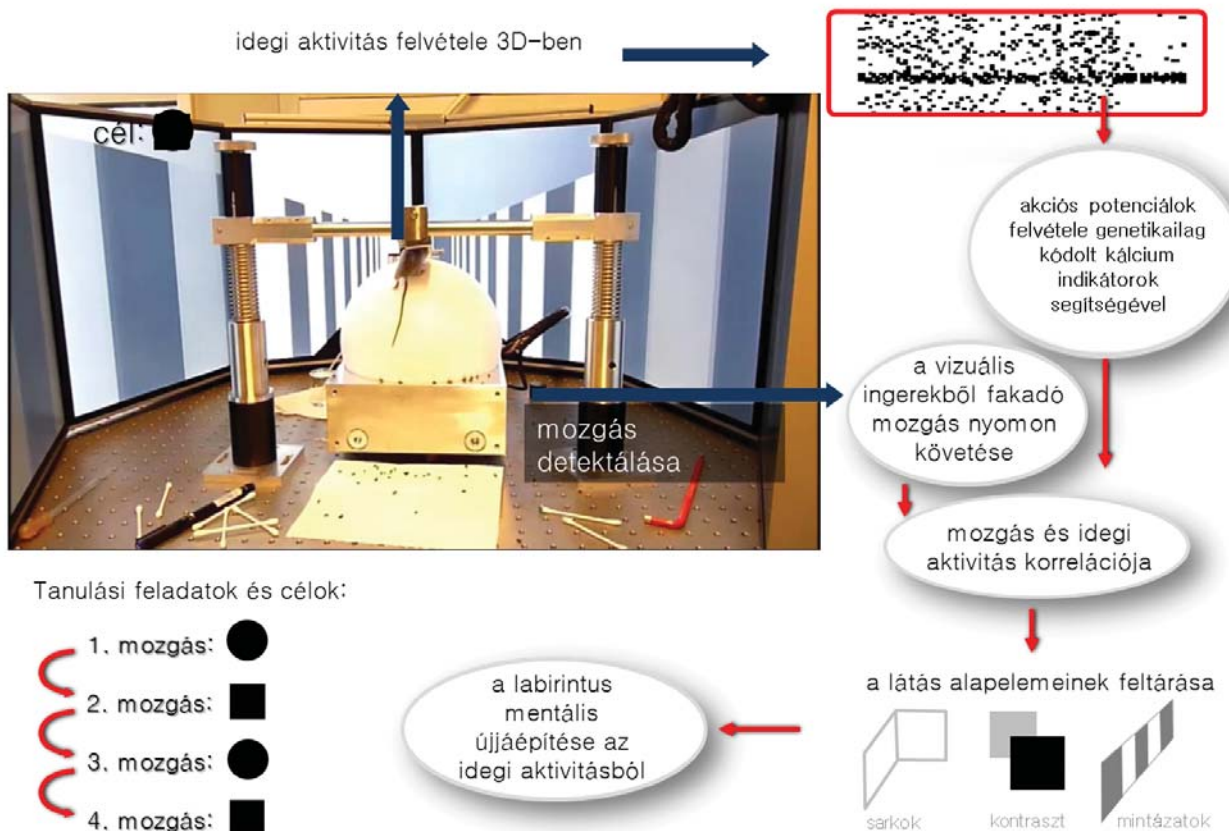 idegi aktivitás felvétele 3D-ben
cél:
akciós potenciálok
felvétele genetikailag
kódolt kálcium
indikátorok
segítségével
a vizuális
ingerekből fakadó
mozgás nyomon
követése
mozgás
detektálása
mozgás és idegi
aktivitás korrelációja
Tanulási feladatok és célok:
1. mozgás:
2. mozgás:
3. mozgás:
4. mozgás:
a labirintus
mentális
újjáépítése az
idegi aktivitásból
a látás alapelemeinek feltárása
sarkok
kontraszt
mintázatok